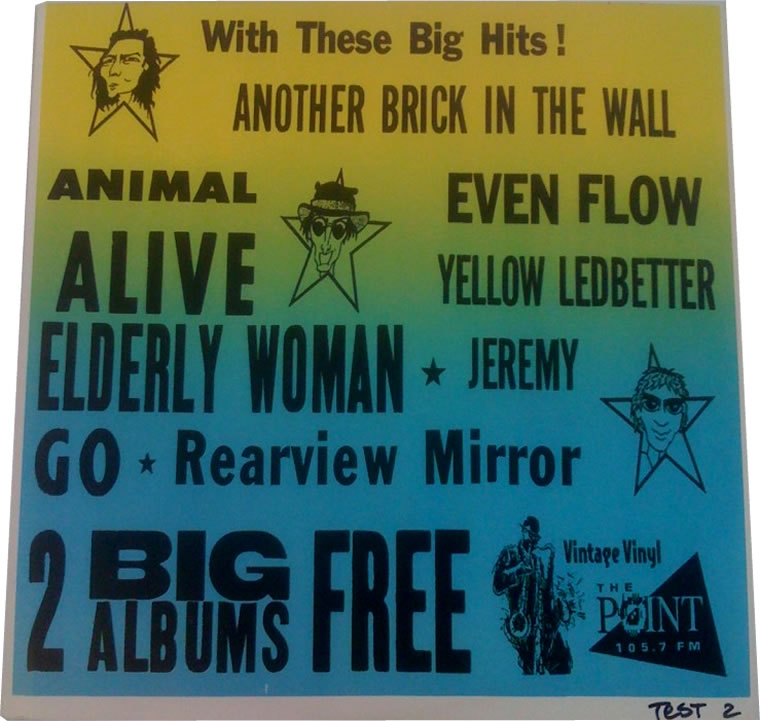 With These Big Hits!
ANOTHER BRICK IN THE WALL
ANIMAL
EVEN FLOW
ALIVE
YELLOW LEDBETTER
ELDERLY WOMAN ★ JEREMY
GO ★ Rearview Mirror
2 BIG ALBUMS FREE
Vintage Vinyl
THE POINT
105.7 FM
TEST 2